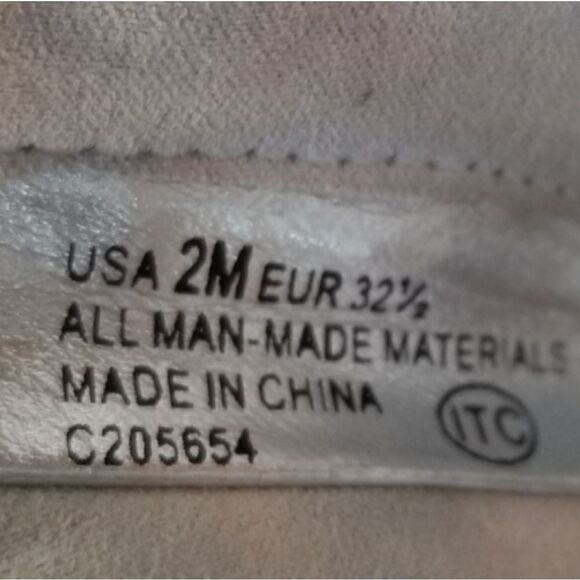 USA 2M EUR 32½
ALL MAN-MADE MATERIALS
MADE IN CHINA
ITC
C205654